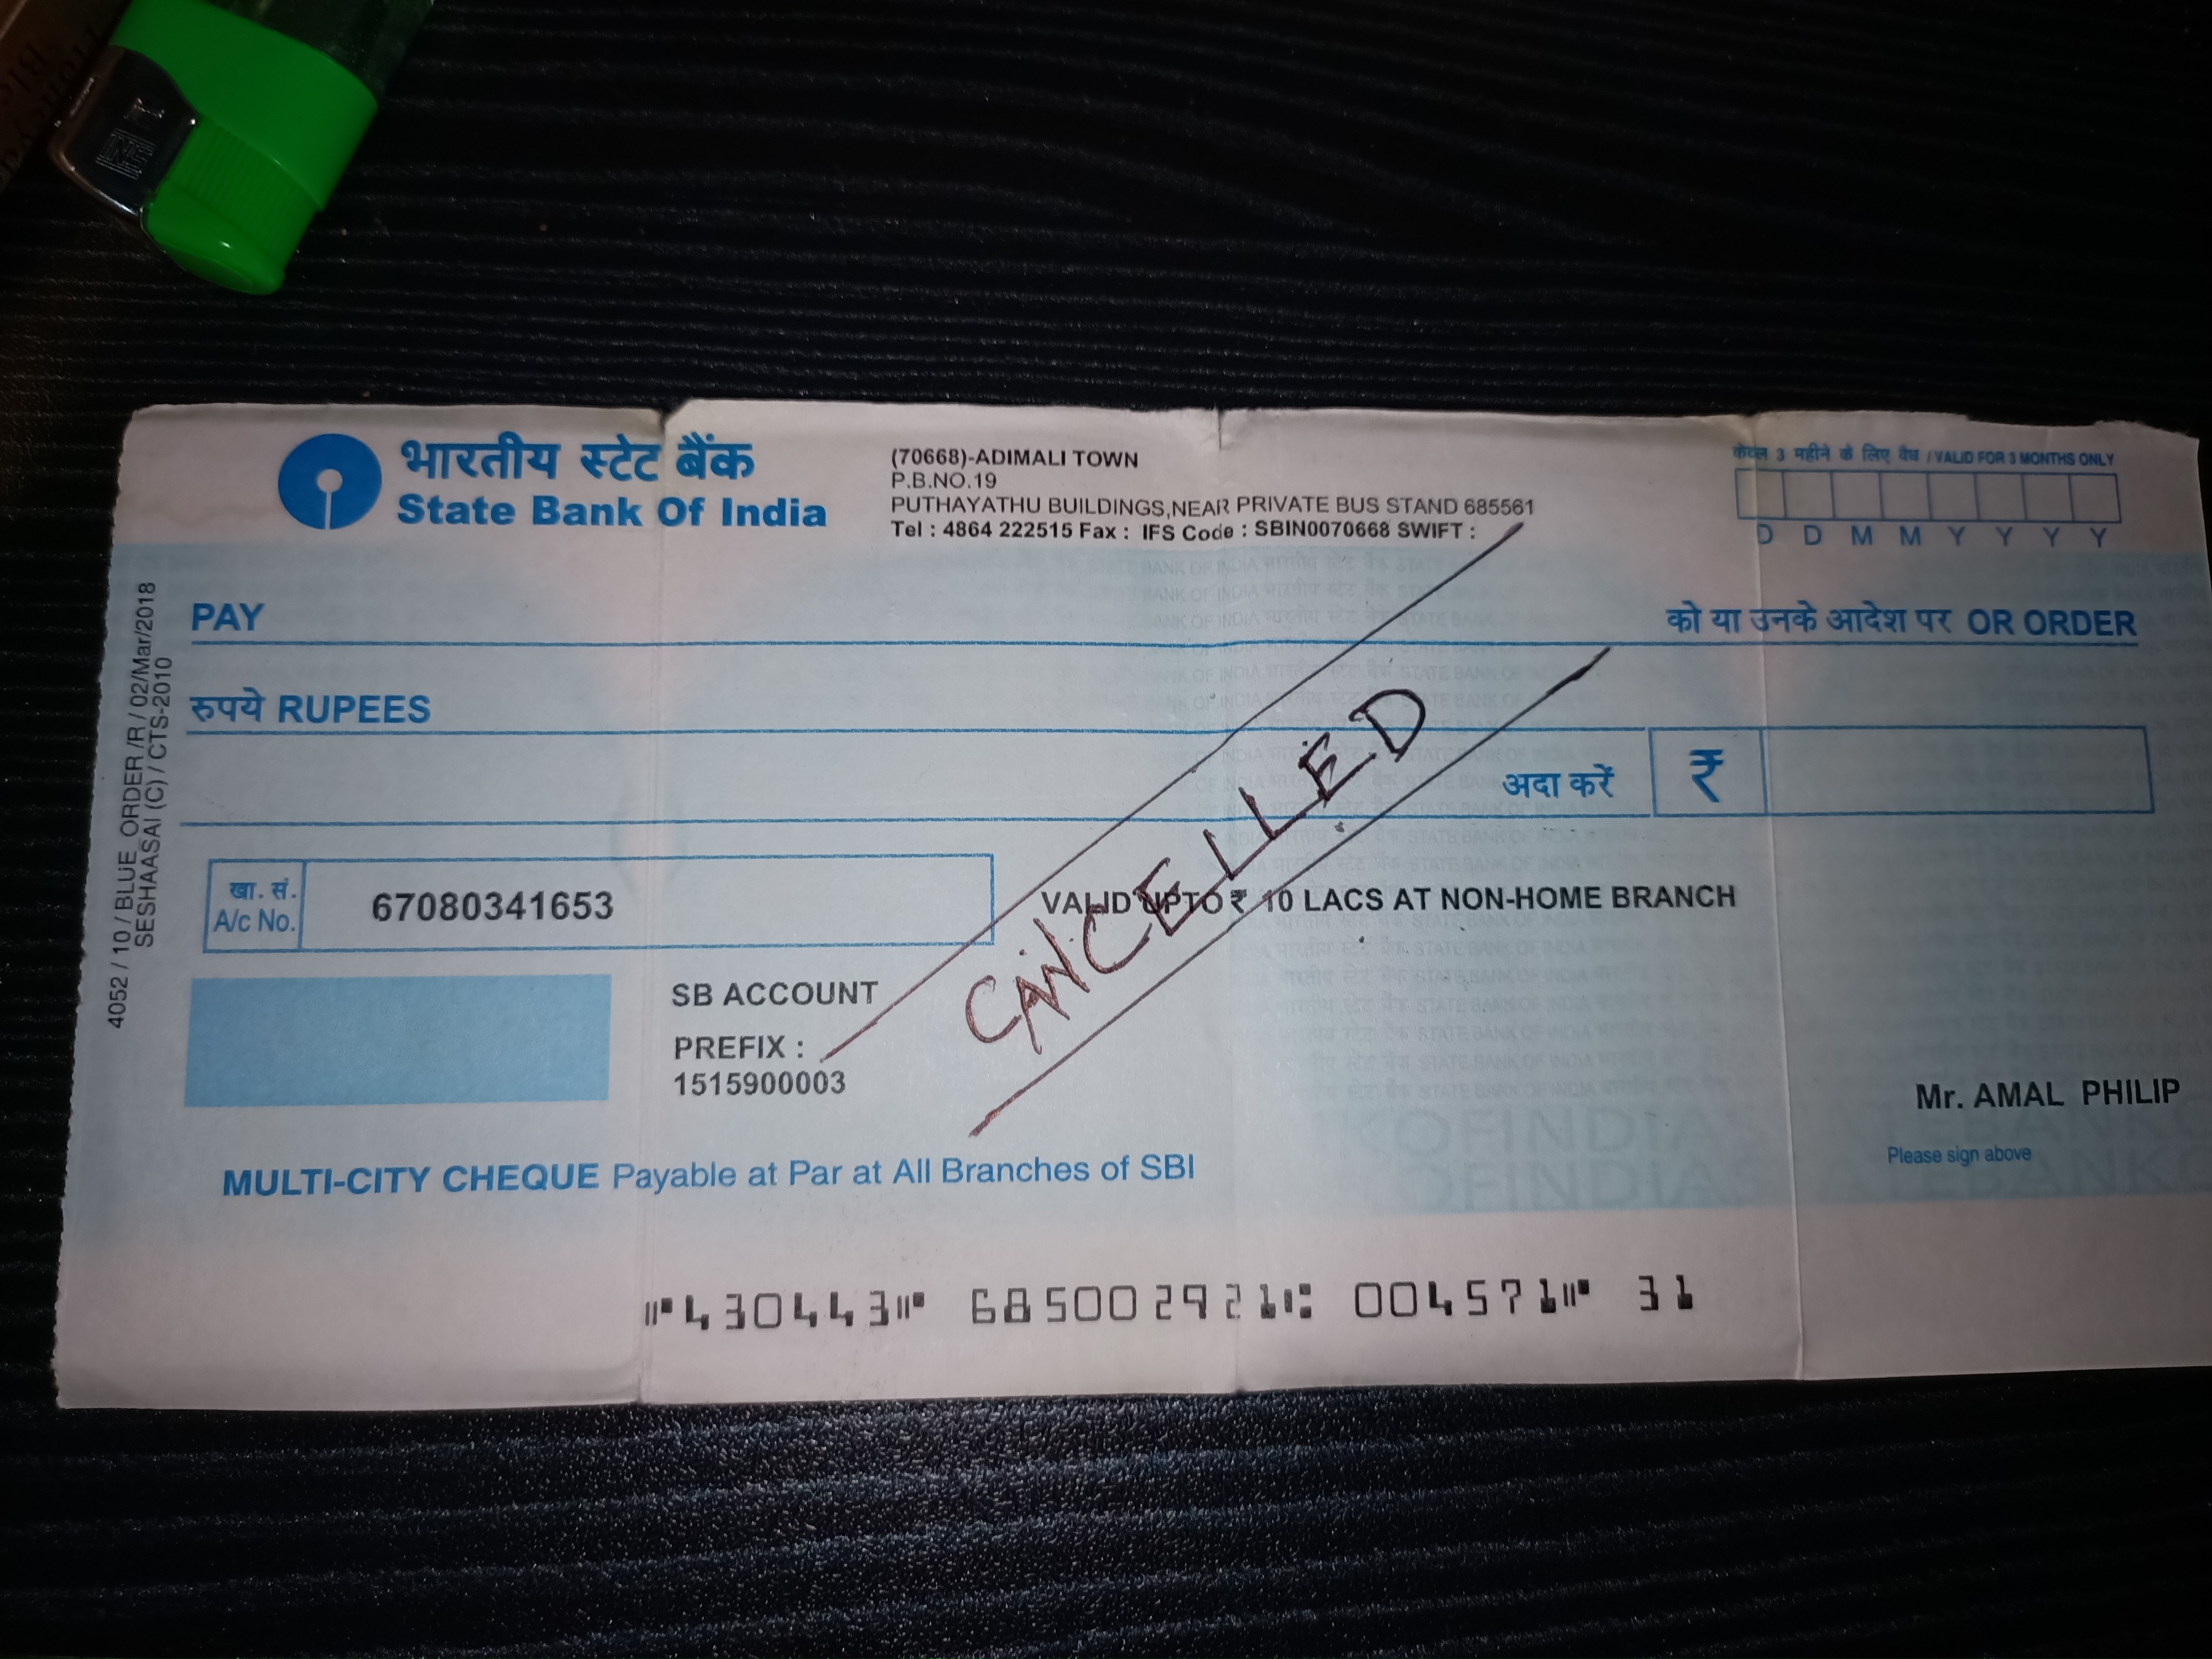 भारतीय स्टेट बैंक
State Bank Of India
(70668)-ADIMALI TOWN
P.B.NO.19
PUTHAYATHU BUILDINGS,NEAR PRIVATE BUS STAND 685561
Tel : 4864 222515 Fax : IFS Code : SBIN0070668 SWIFT :
केवल 3 महीने के लिए वैध / VALID FOR 3 MONTHS ONLY
D D M M Y Y Y Y
PAY
को या उनके आदेश पर OR ORDER
रुपये RUPEES
अदा करें ₹
खा. सं.
A/c No.
67080341653
VALID UPTO ₹ 10 LACS AT NON-HOME BRANCH
CANCELLED
SB ACCOUNT
PREFIX :
1515900003
Mr. AMAL PHILIP
Please sign above
MULTI-CITY CHEQUE Payable at Par at All Branches of SBI
⑈430443⑈ 685002921⑆ 004571⑈ 31
4052 / 10 / BLUE_ORDER /R / 02/Mar/2018
SESHAASAI (C) / CTS-2010